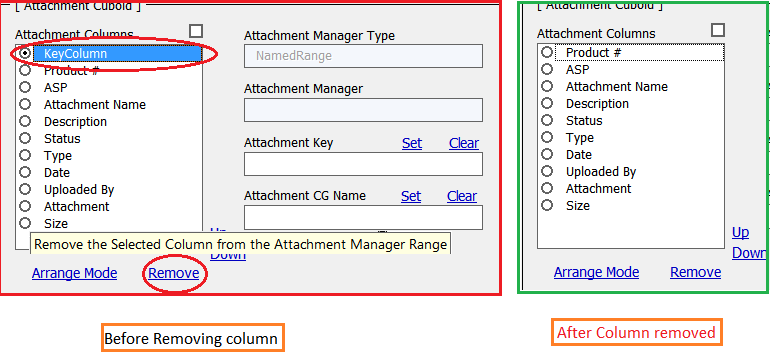 [ Attachment Cuboid ]
Attachment Columns
KeyColumn
Product #
ASP
Attachment Name
Description
Status
Type
Date
Uploaded By
Attachment
Size
Attachment Manager Type
NamedRange
Attachment Manager
Attachment Key Set Clear
Attachment CG Name Set Clear
Up
Remove the Selected Column from the Attachment Manager Range
Down
Arrange Mode Remove
Before Removing column
[ Attachment Cuboid ]
Attachment Columns
Product #
ASP
Attachment Name
Description
Status
Type
Date
Uploaded By
Attachment
Size
Up
Down
Arrange Mode Remove
After Column removed